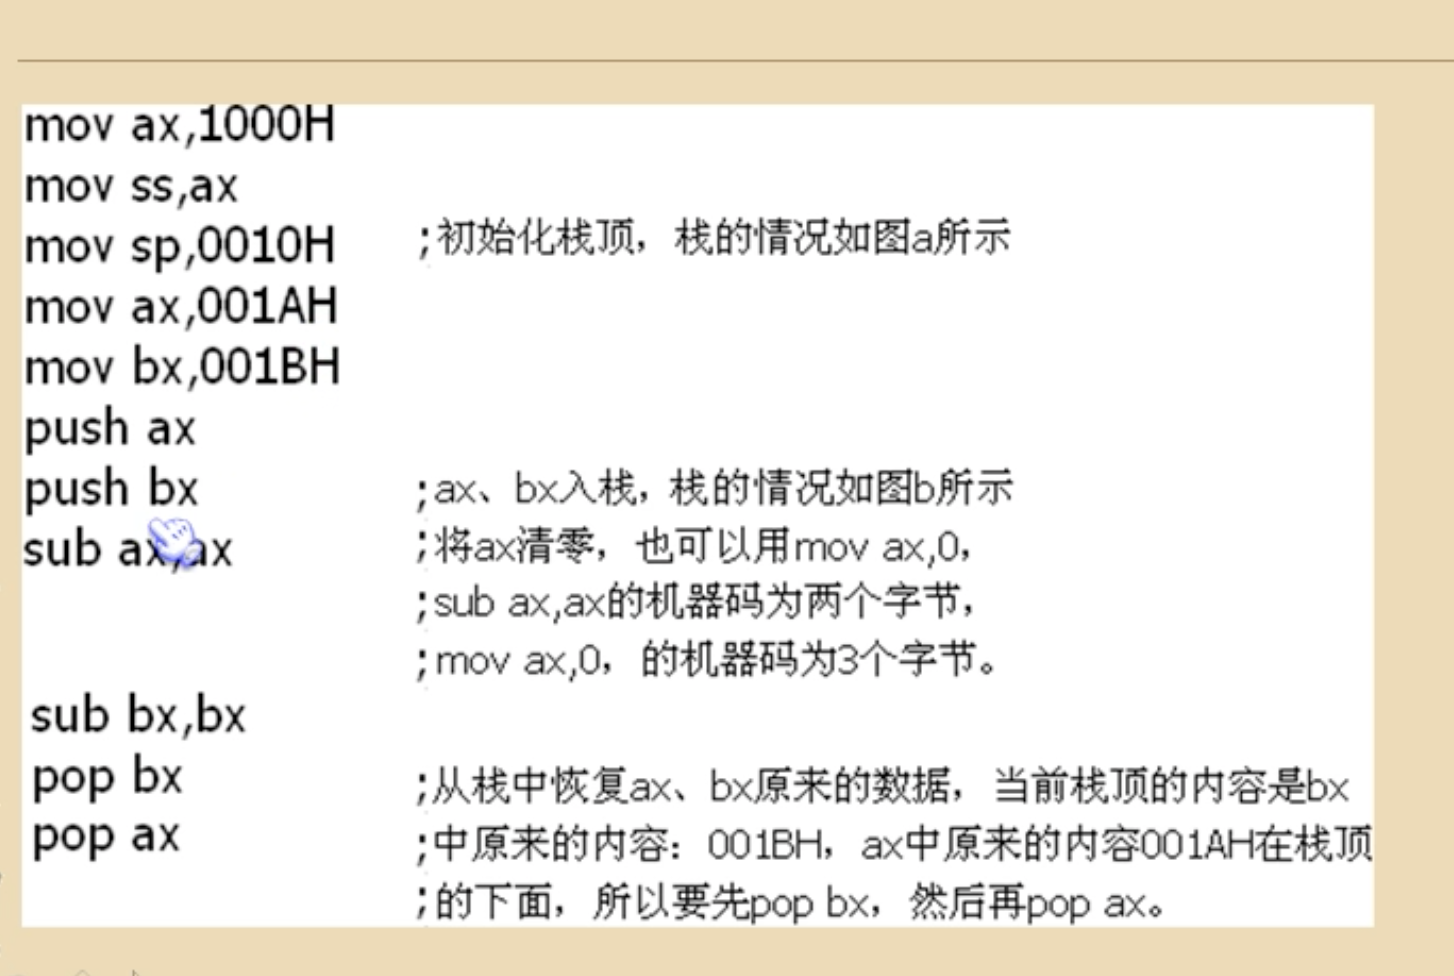 mov ax,1000H
mov ss,ax
mov sp,0010H ;初始化栈顶，栈的情况如图a所示
mov ax,001AH
mov bx,001BH
push ax
push bx ;ax、bx入栈，栈的情况如图b所示
sub ax,ax ;将ax清零，也可以用mov ax,0，
;sub ax,ax的机器码为两个字节，
;mov ax,0，的机器码为3个字节。
sub bx,bx
pop bx ;从栈中恢复ax、bx原来的数据，当前栈顶的内容是bx
pop ax ;中原来的内容：001BH，ax中原来的内容001AH在栈顶
;的下面，所以要先pop bx，然后再pop ax。